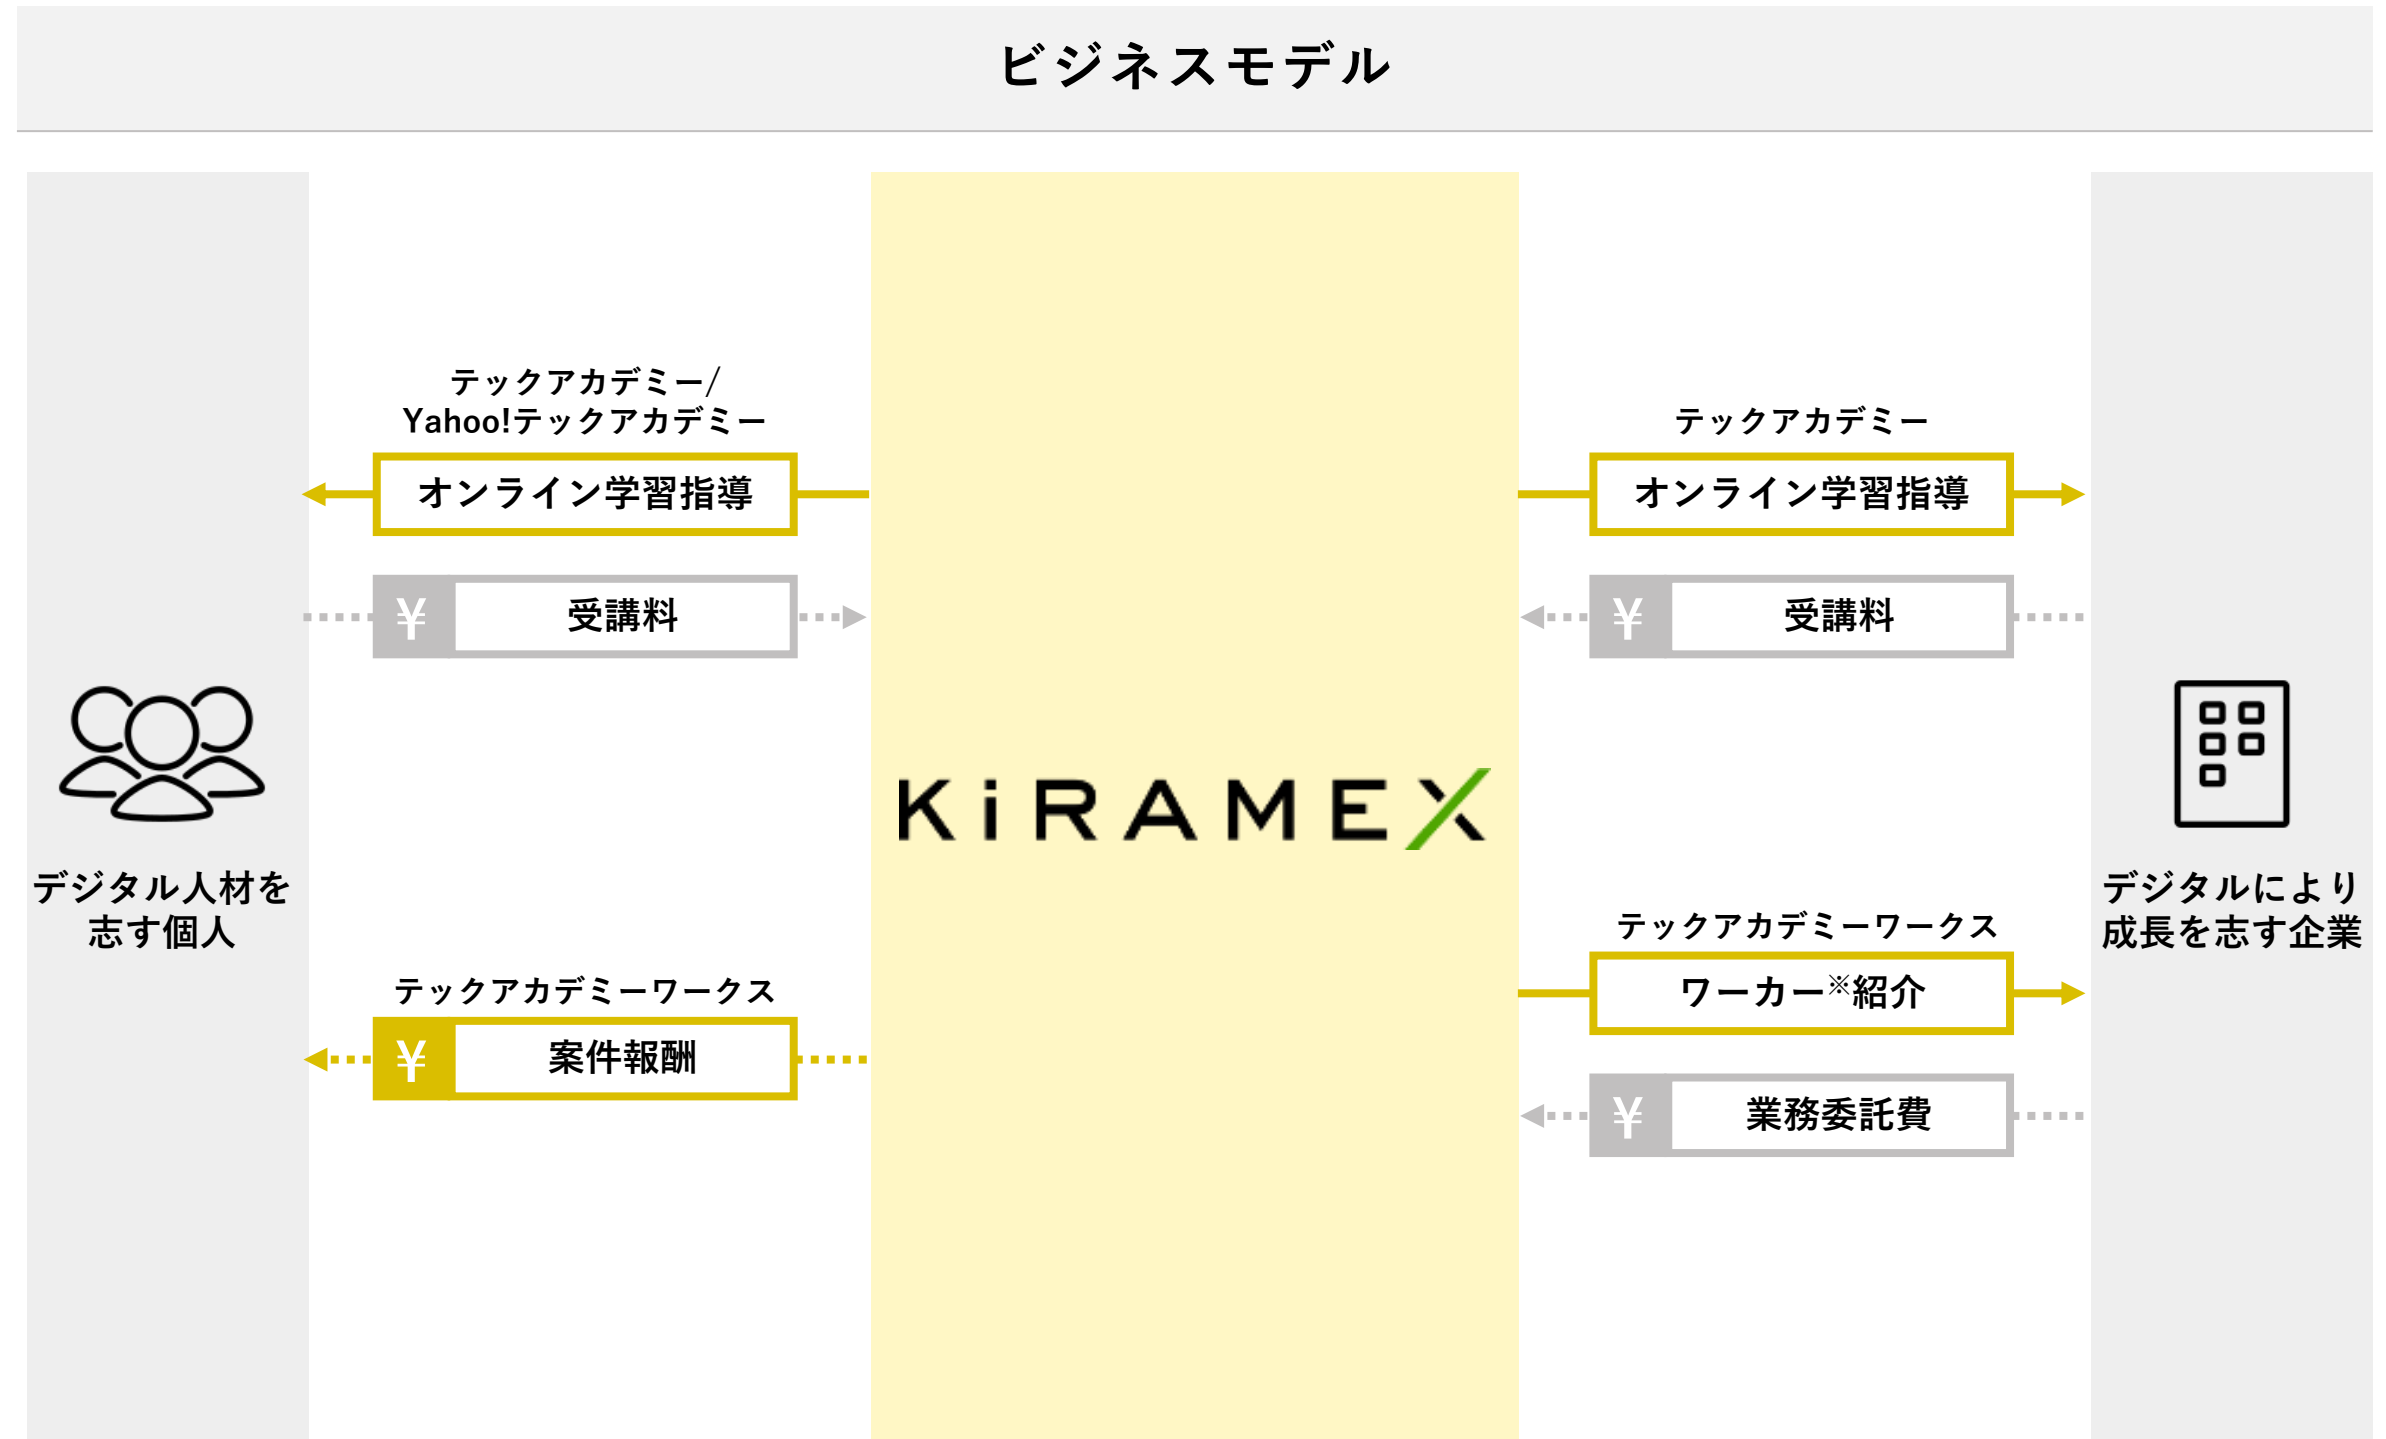 ビジネスモデル
テックアカデミー/
Yahoo!テックアカデミー
オンライン学習指導
¥ 受講料
デジタル人材を
志す個人
テックアカデミーワークス
¥ 案件報酬
KiRAMEX
テックアカデミー
オンライン学習指導
¥ 受講料
テックアカデミーワークス
ワーカー※紹介
¥ 業務委託費
デジタルにより
成長を志す企業